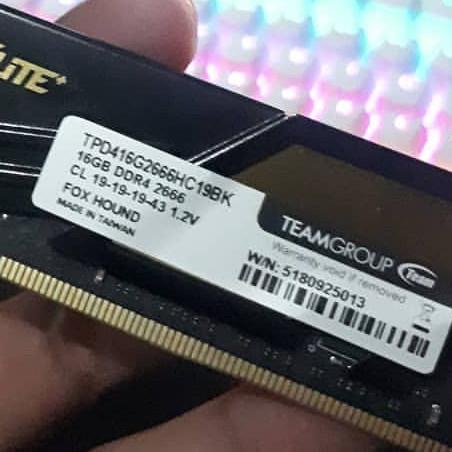 LITE+
TPD416G2666HC19BK
16GB DDR4 2666
CL 19-19-19-43 1.2V
FOX HOUND
MADE IN TAIWAN
TEAMGROUP Team
Warranty void if removed
W/N: 5180925013